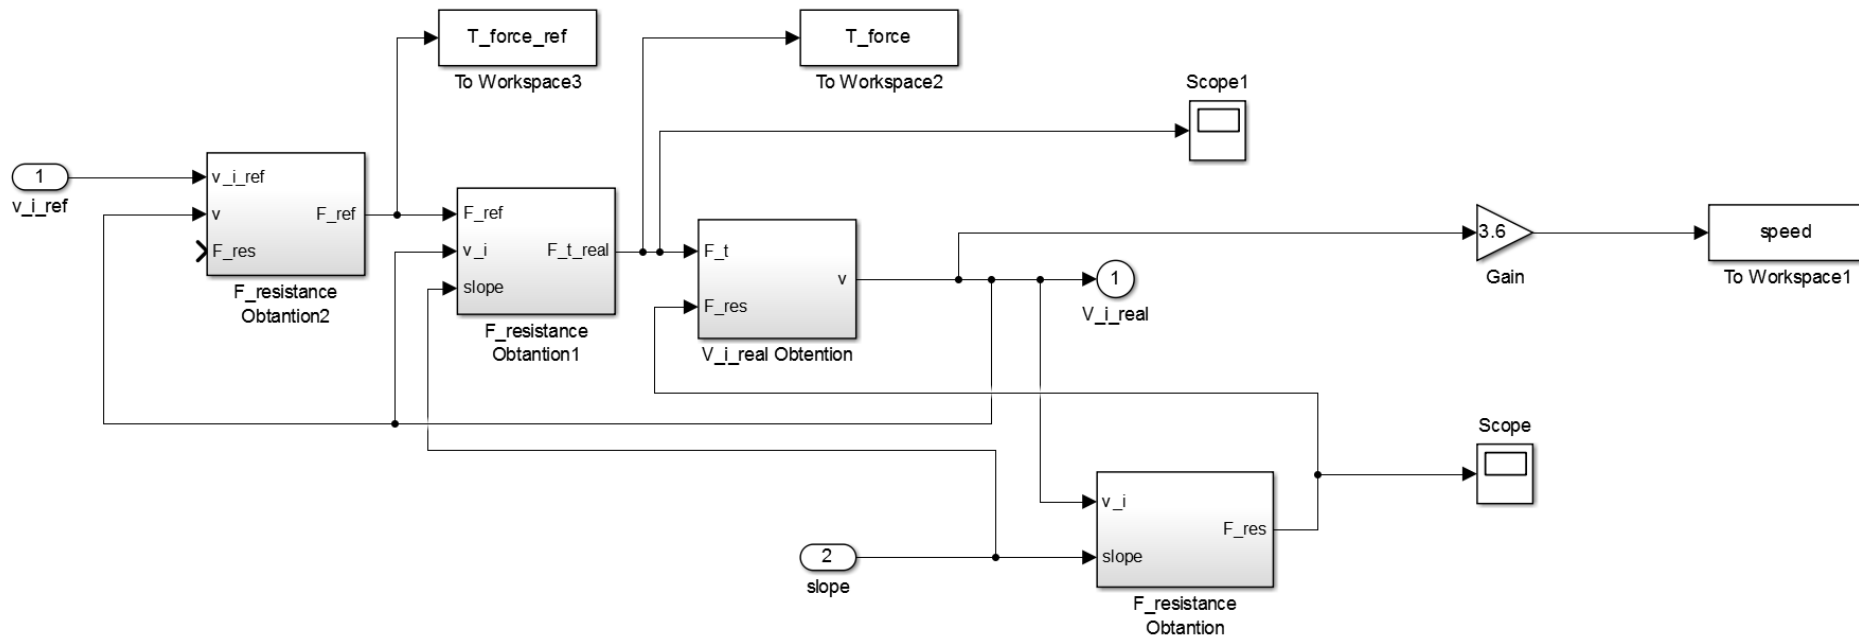 T_force_ref
To Workspace3
T_force
To Workspace2
Scope1
1
v_i_ref
v_i_ref
v
F_res
F_ref
F_resistance
Obtantion2
F_ref
v_i
slope
F_t_real
F_resistance
Obtantion1
F_t
F_res
v
V_i_real Obtention
1
V_i_real
3.6
Gain
speed
To Workspace1
Scope
2
slope
v_i
slope
F_res
F_resistance
Obtantion